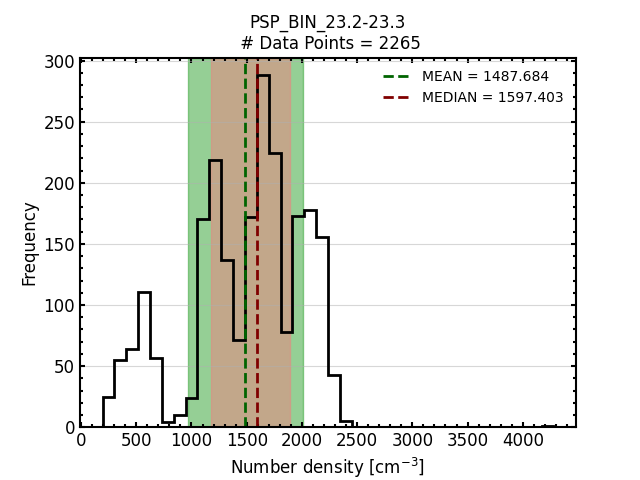 PSP_BIN_23.2-23.3
# Data Points = 2265
MEAN = 1487.684
MEDIAN = 1597.403
300
250
200
150
100
50
0
Frequency
0 500 1000 1500 2000 2500 3000 3500 4000
Number density [cm⁻³]